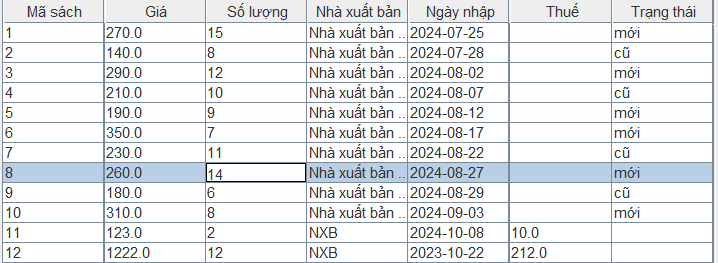 Mã sách Giá Số lượng Nhà xuất bản Ngày nhập Thuế Trạng thái
1 270.0 15 Nhà xuất bản .. 2024-07-25 mới
2 140.0 8 Nhà xuất bản .. 2024-07-28 cũ
3 290.0 12 Nhà xuất bản .. 2024-08-02 mới
4 210.0 10 Nhà xuất bản .. 2024-08-07 cũ
5 190.0 9 Nhà xuất bản .. 2024-08-12 mới
6 350.0 7 Nhà xuất bản .. 2024-08-17 mới
7 230.0 11 Nhà xuất bản .. 2024-08-22 cũ
8 260.0 14 Nhà xuất bản .. 2024-08-27 mới
9 180.0 6 Nhà xuất bản .. 2024-08-29 cũ
10 310.0 8 Nhà xuất bản .. 2024-09-03 mới
11 123.0 2 NXB 2024-10-08 10.0
12 1222.0 12 NXB 2023-10-22 212.0